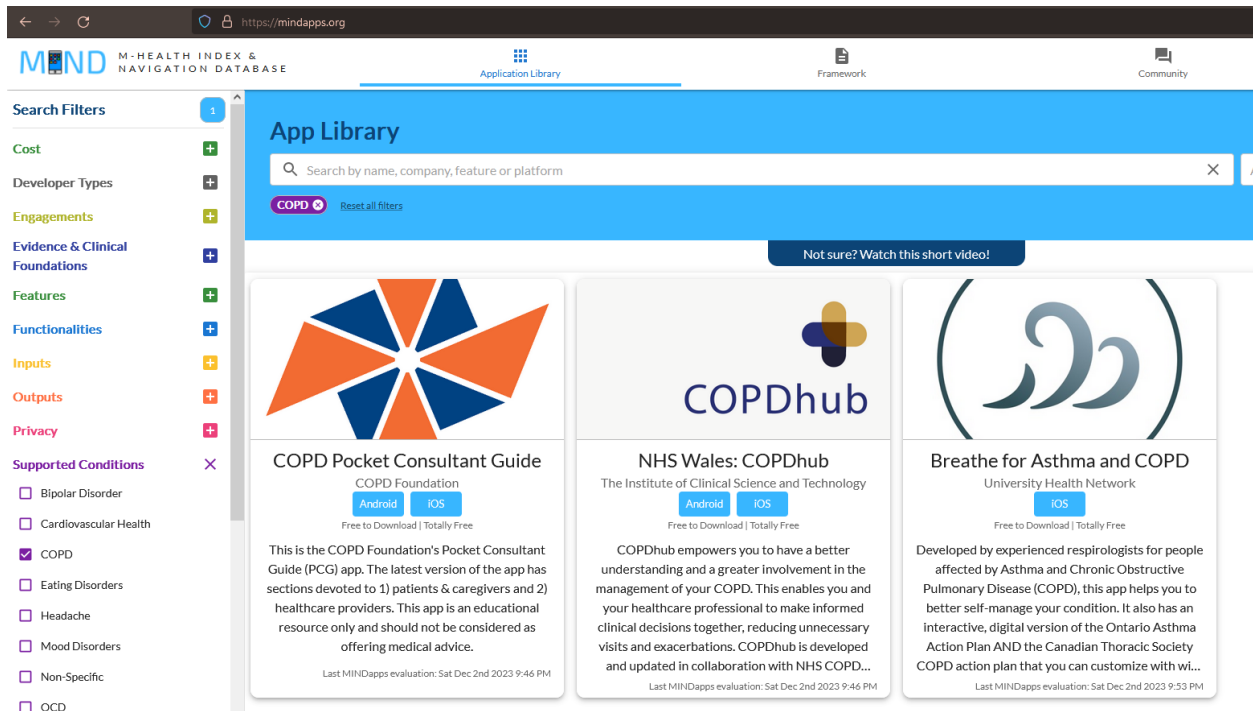 https://mindapps.org
MIND M-HEALTH INDEX &
NAVIGATION DATABASE
Application Library
Framework
Community
Search Filters
1
Cost
Developer Types
Engagements
Evidence & Clinical
Foundations
Features
Functionalities
Inputs
Outputs
Privacy
Supported Conditions
Bipolar Disorder
Cardiovascular Health
COPD
Eating Disorders
Headache
Mood Disorders
Non-Specific
OCD
App Library
Search by name, company, feature or platform
COPD
Reset all filters
Not sure? Watch this short video!
COPD Pocket Consultant Guide
COPD Foundation
Android iOS
Free to Download | Totally Free
This is the COPD Foundation's Pocket Consultant
Guide (PCG) app. The latest version of the app has
sections devoted to 1) patients & caregivers and 2)
healthcare providers. This app is an educational
resource only and should not be considered as
offering medical advice.
Last MINDapps evaluation: Sat Dec 2nd 2023 9:46 PM
COPDhub
NHS Wales: COPDhub
The Institute of Clinical Science and Technology
Android iOS
Free to Download | Totally Free
COPDhub empowers you to have a better
understanding and a greater involvement in the
management of your COPD. This enables you and
your healthcare professional to make informed
clinical decisions together, reducing unnecessary
visits and exacerbations. COPDhub is developed
and updated in collaboration with NHS COPD...
Last MINDapps evaluation: Sat Dec 2nd 2023 9:46 PM
Breathe for Asthma and COPD
University Health Network
iOS
Free to Download | Totally Free
Developed by experienced respirologists for people
affected by Asthma and Chronic Obstructive
Pulmonary Disease (COPD), this app helps you to
better self-manage your condition. It also has an
interactive, digital version of the Ontario Asthma
Action Plan AND the Canadian Thoracic Society
COPD action plan that you can customize with wi...
Last MINDapps evaluation: Sat Dec 2nd 2023 9:53 PM